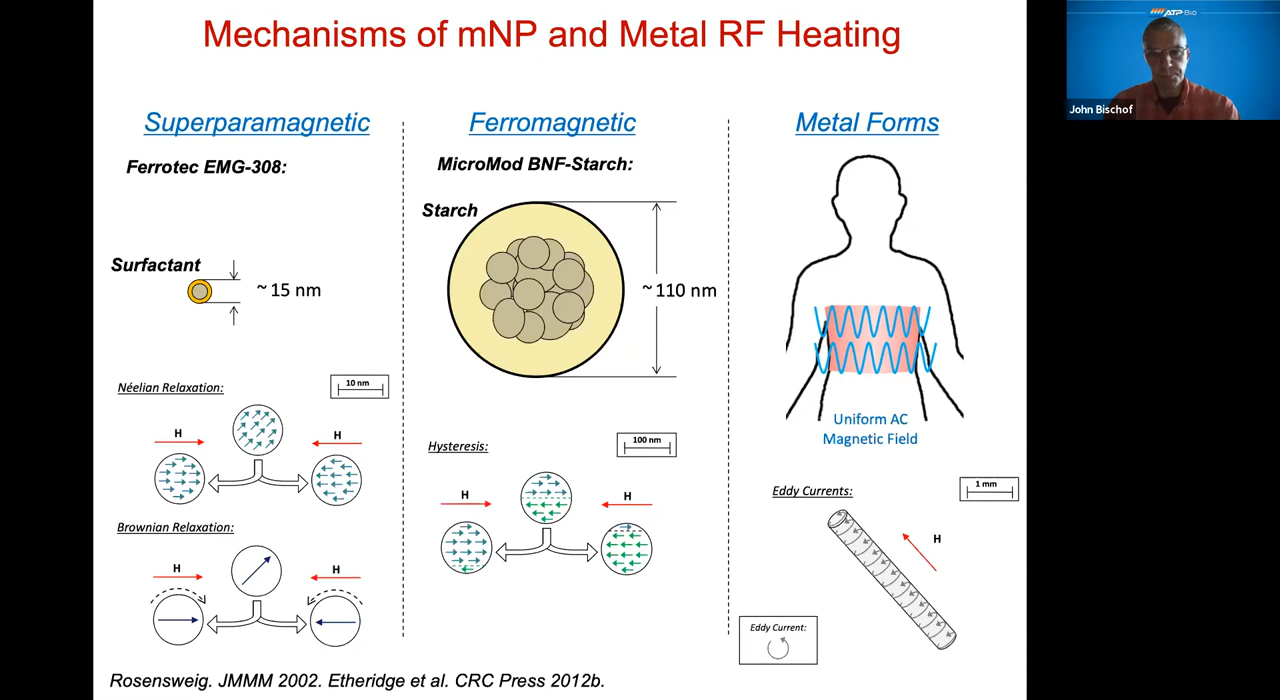 Mechanisms of mNP and Metal RF Heating
ATP Bio
John Bischof
Superparamagnetic
Ferrotec EMG-308:
Surfactant
~ 15 nm
10 nm
Néelian Relaxation:
H
H
Brownian Relaxation:
H
H
Ferromagnetic
MicroMod BNF-Starch:
Starch
~ 110 nm
100 nm
Hysteresis:
H
H
Metal Forms
Uniform AC
Magnetic Field
Eddy Currents:
1 mm
H
Eddy Current:
Rosensweig. JMMM 2002. Etheridge et al. CRC Press 2012b.